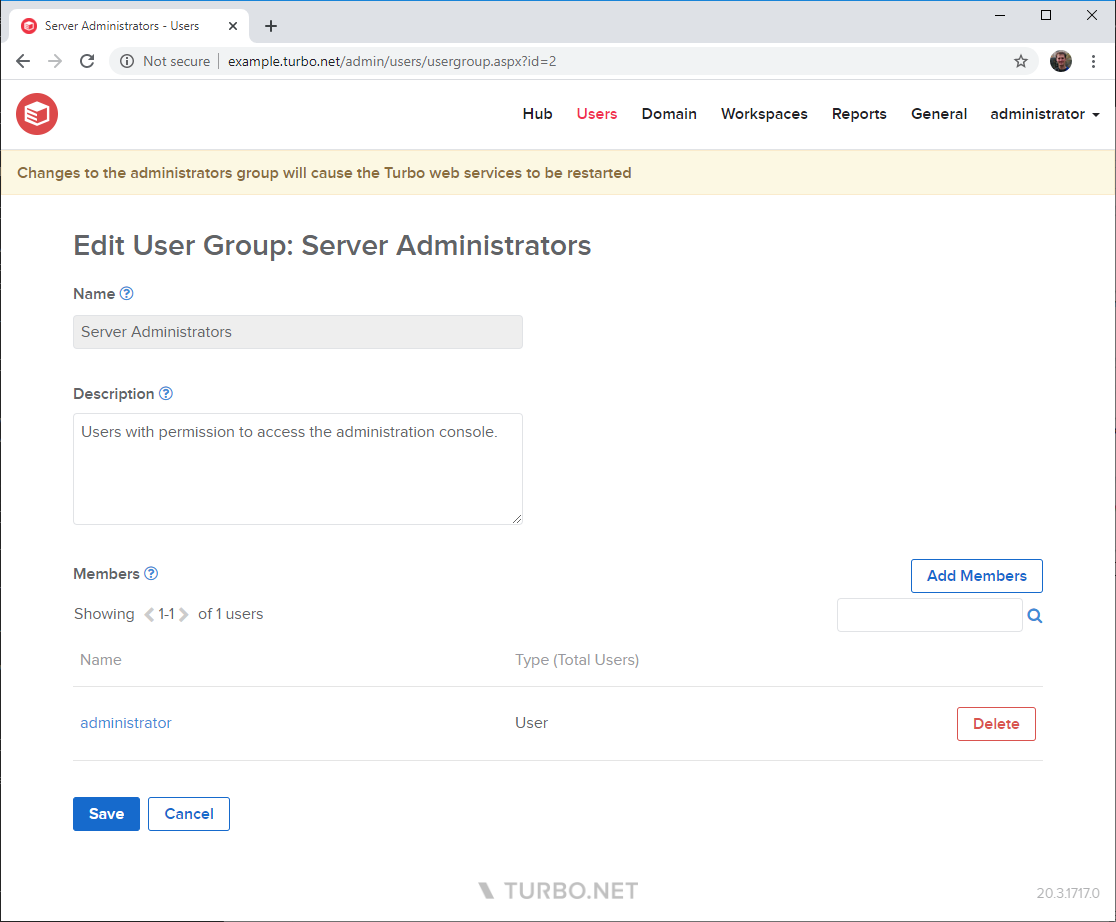 Server Administrators - Users
Not secure
example.turbo.net/admin/users/usergroup.aspx?id=2
Hub Users Domain Workspaces Reports General administrator
Changes to the administrators group will cause the Turbo web services to be restarted
Edit User Group: Server Administrators
Name ?
Server Administrators
Description ?
Users with permission to access the administration console.
Members ?
Add Members
Showing 1-1 of 1 users
Name Type (Total Users)
administrator User Delete
Save Cancel
TURBO.NET
20.3.1717.0